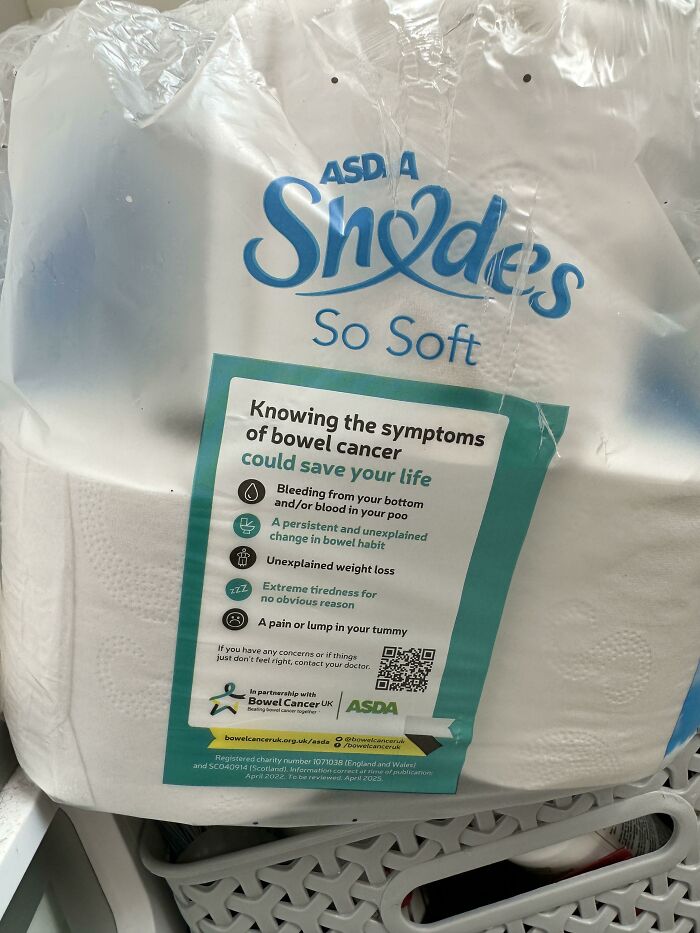 ASDA
Shades
So Soft
Knowing the symptoms
of bowel cancer
could save your life
Bleeding from your bottom
and/or blood in your poo
A persistent and unexplained
change in bowel habit
Unexplained weight loss
zzz
Extreme tiredness for
no obvious reason
A pain or lump in your tummy
If you have any concerns or if things
just don't feel right, contact your doctor.
In partnership with
Bowel Cancer UK
Beating bowel cancer together
ASDA
bowelcanceruk.org.uk/asda
@bowelcanceruk
/bowelcanceruk
Registered charity number 1071038 (England and Wales)
and SC040914 (Scotland). Information correct at time of publication:
April 2022. To be reviewed: April 2025.